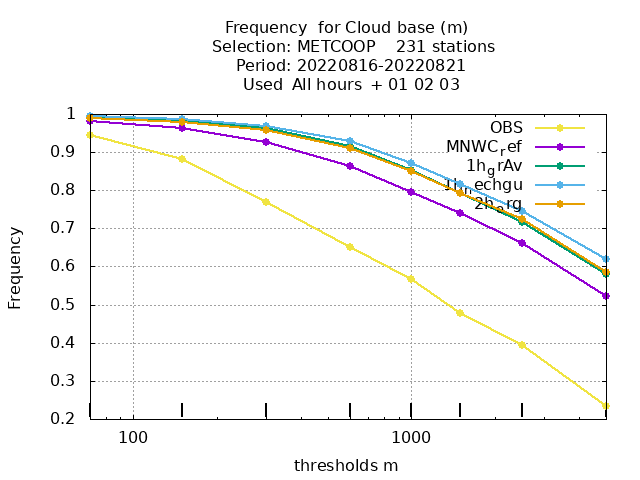 Frequency for Cloud base (m)
Selection: METCOOP 231 stations
Period: 20220816-20220821
Used All hours + 01 02 03
OBS
MNWC_ref
1h_grAv
1h_nechgu
2h_orq
1
0.9
0.8
0.7
0.6
0.5
0.4
0.3
0.2
100
1000
Frequency
thresholds m